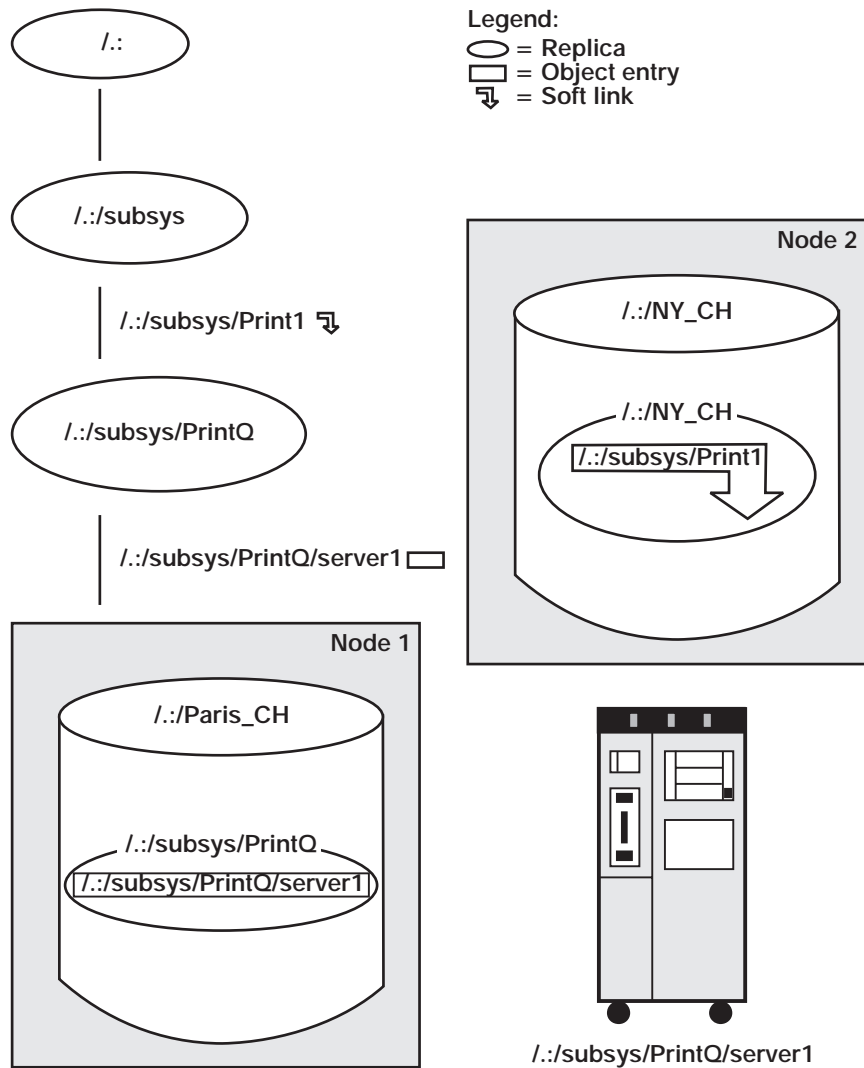 /.:
Legend:
= Replica
= Object entry
= Soft link
/.:/subsys
/.:/subsys/Print1
/.:/subsys/PrintQ
/.:/subsys/PrintQ/server1
Node 2
/.:/NY_CH
/.:/NY_CH
/.:/subsys/Print1
Node 1
/.:/Paris_CH
/.:/subsys/PrintQ
/.:/subsys/PrintQ/server1
/.:/subsys/PrintQ/server1